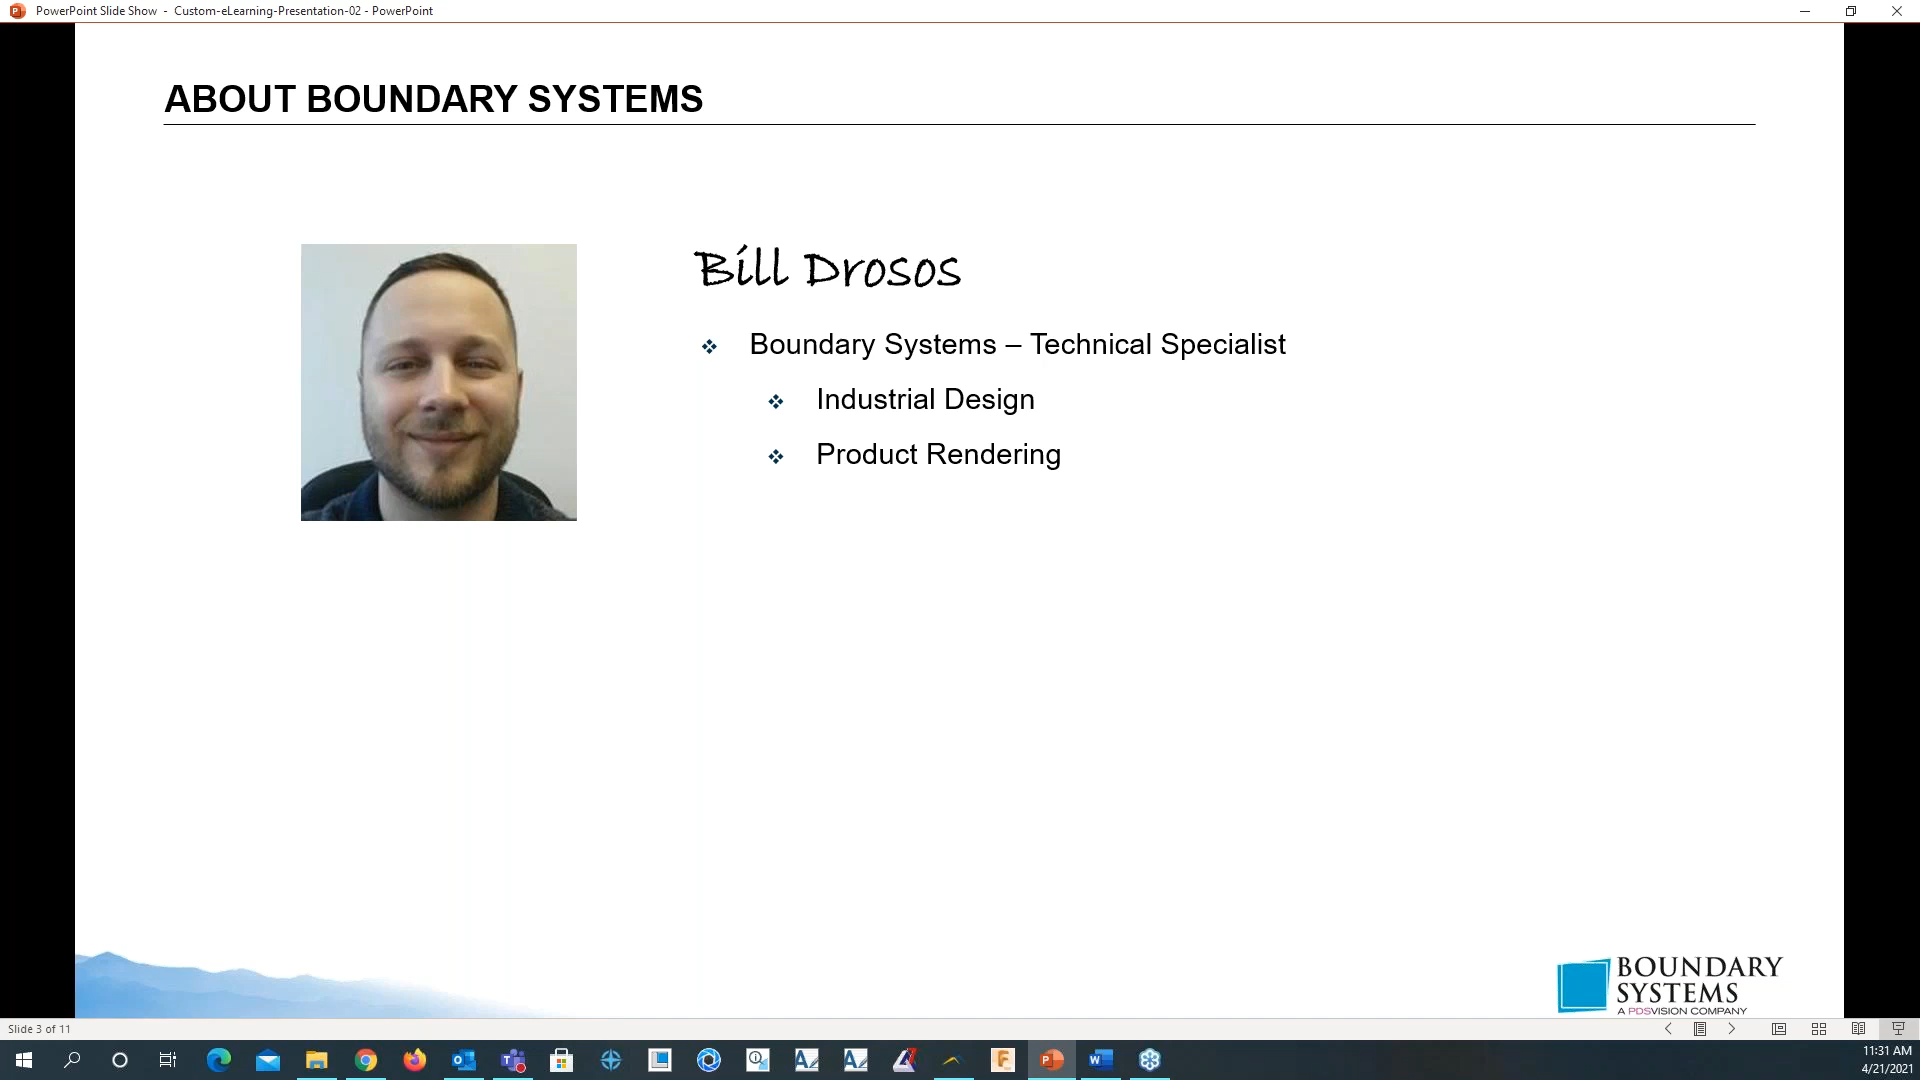 PowerPoint Slide Show - Custom-eLearning-Presentation-02 - PowerPoint
ABOUT BOUNDARY SYSTEMS
Bill Drosos
❖ Boundary Systems – Technical Specialist
❖ Industrial Design
❖ Product Rendering
BOUNDARY
SYSTEMS
A PDSVISION COMPANY
Slide 3 of 11
11:31 AM
4/21/2021